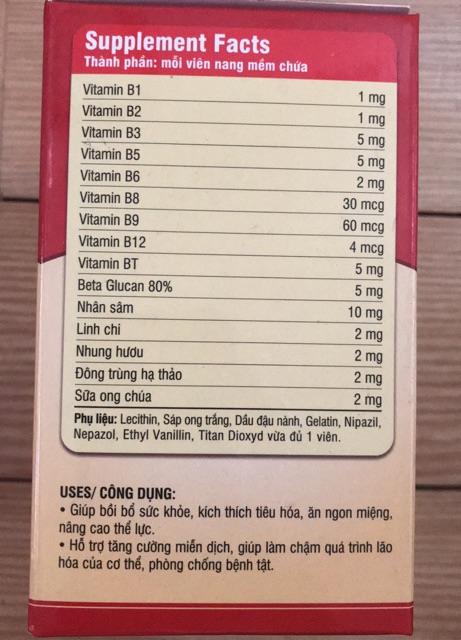 Supplement Facts
Thành phần: mỗi viên nang mềm chứa
Vitamin B1 1 mg
Vitamin B2 1 mg
Vitamin B3 5 mg
Vitamin B5 5 mg
Vitamin B6 2 mg
Vitamin B8 30 mcg
Vitamin B9 60 mcg
Vitamin B12 4 mcg
Vitamin BT 5 mg
Beta Glucan 80% 5 mg
Nhân sâm 10 mg
Linh chi 2 mg
Nhung hươu 2 mg
Đông trùng hạ thảo 2 mg
Sữa ong chúa 2 mg
Phụ liệu: Lecithin, Sáp ong trắng, Dầu đậu nành, Gelatin, Nipazil,
Nepazol, Ethyl Vanillin, Titan Dioxyd vừa đủ 1 viên.
USES/ CÔNG DỤNG:
• Giúp bồi bổ sức khỏe, kích thích tiêu hóa, ăn ngon miệng,
nâng cao thể lực.
• Hỗ trợ tăng cường miễn dịch, giúp làm chậm quá trình lão
hóa của cơ thể, phòng chống bệnh tật.